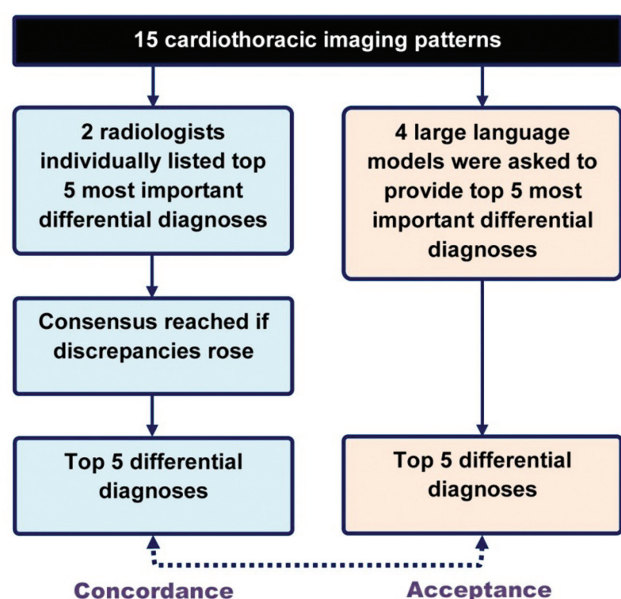 15 cardiothoracic imaging patterns
2 radiologists
individually listed top
5 most important
differential diagnoses
4 large language
models were asked to
provide top 5 most
important differential
diagnoses
Consensus reached if
discrepancies rose
Top 5 differential
diagnoses
Top 5 differential
diagnoses
Concordance
Acceptance